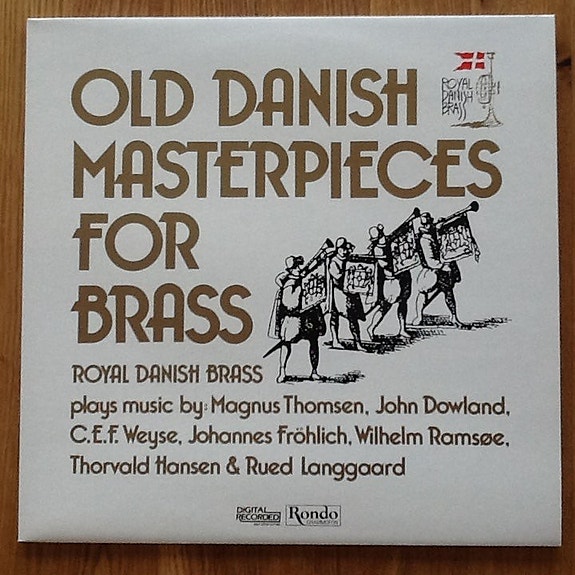 OLD DANISH
MASTERPIECES
FOR
BRASS
ROYAL
DANISH
BRASS
ROYAL DANISH BRASS
plays music by: Magnus Thomsen, John Dowland,
C.E.F. Weyse, Johannes Fröhlich, Wilhelm Ramsøe,
Thorvald Hansen & Rued Langgaard
DIGITAL
RECORDED
Rondo
GRAMMOFON